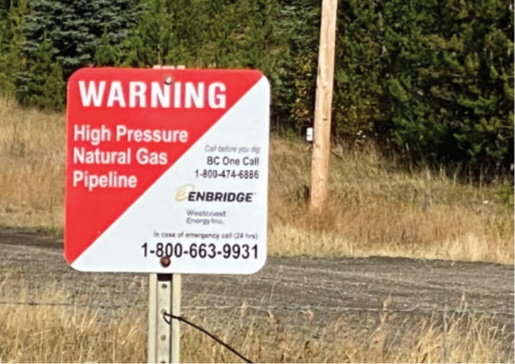 WARNING
High Pressure
Natural Gas
Pipeline
Call before you dig
BC One Call
1-800-474-6886
ENBRIDGE
Westcoast
Energy Inc.
In case of emergency call (24 hrs)
1-800-663-9931